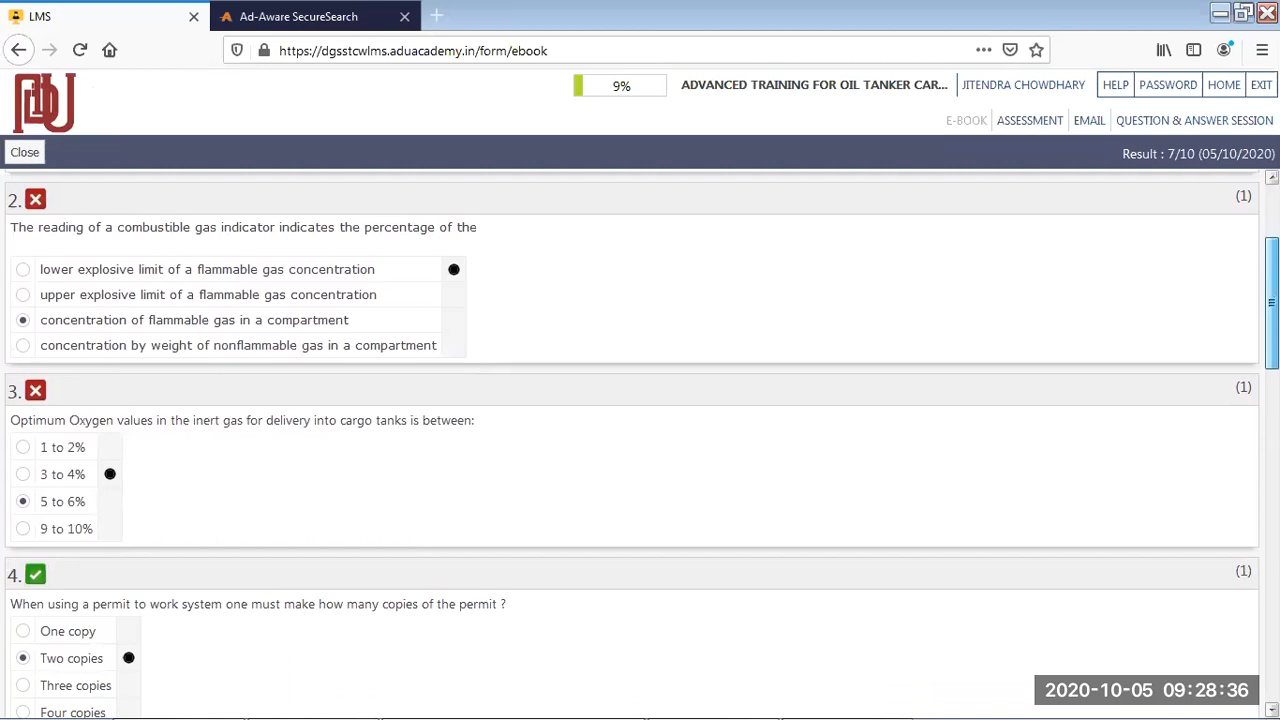 LMS
Ad-Aware SecureSearch
https://dgsstcwlms.aduacademy.in/form/ebook
9%
ADVANCED TRAINING FOR OIL TANKER CAR...
JITENDRA CHOWDHARY
HELP
PASSWORD
HOME
EXIT
E-BOOK
ASSESSMENT
EMAIL
QUESTION & ANSWER SESSION
Close
Result : 7/10 (05/10/2020)
2.
(1)
The reading of a combustible gas indicator indicates the percentage of the
lower explosive limit of a flammable gas concentration
upper explosive limit of a flammable gas concentration
concentration of flammable gas in a compartment
concentration by weight of nonflammable gas in a compartment
3.
(1)
Optimum Oxygen values in the inert gas for delivery into cargo tanks is between:
1 to 2%
3 to 4%
5 to 6%
9 to 10%
4.
(1)
When using a permit to work system one must make how many copies of the permit ?
One copy
Two copies
Three copies
Four copies
2020-10-05 09:28:36